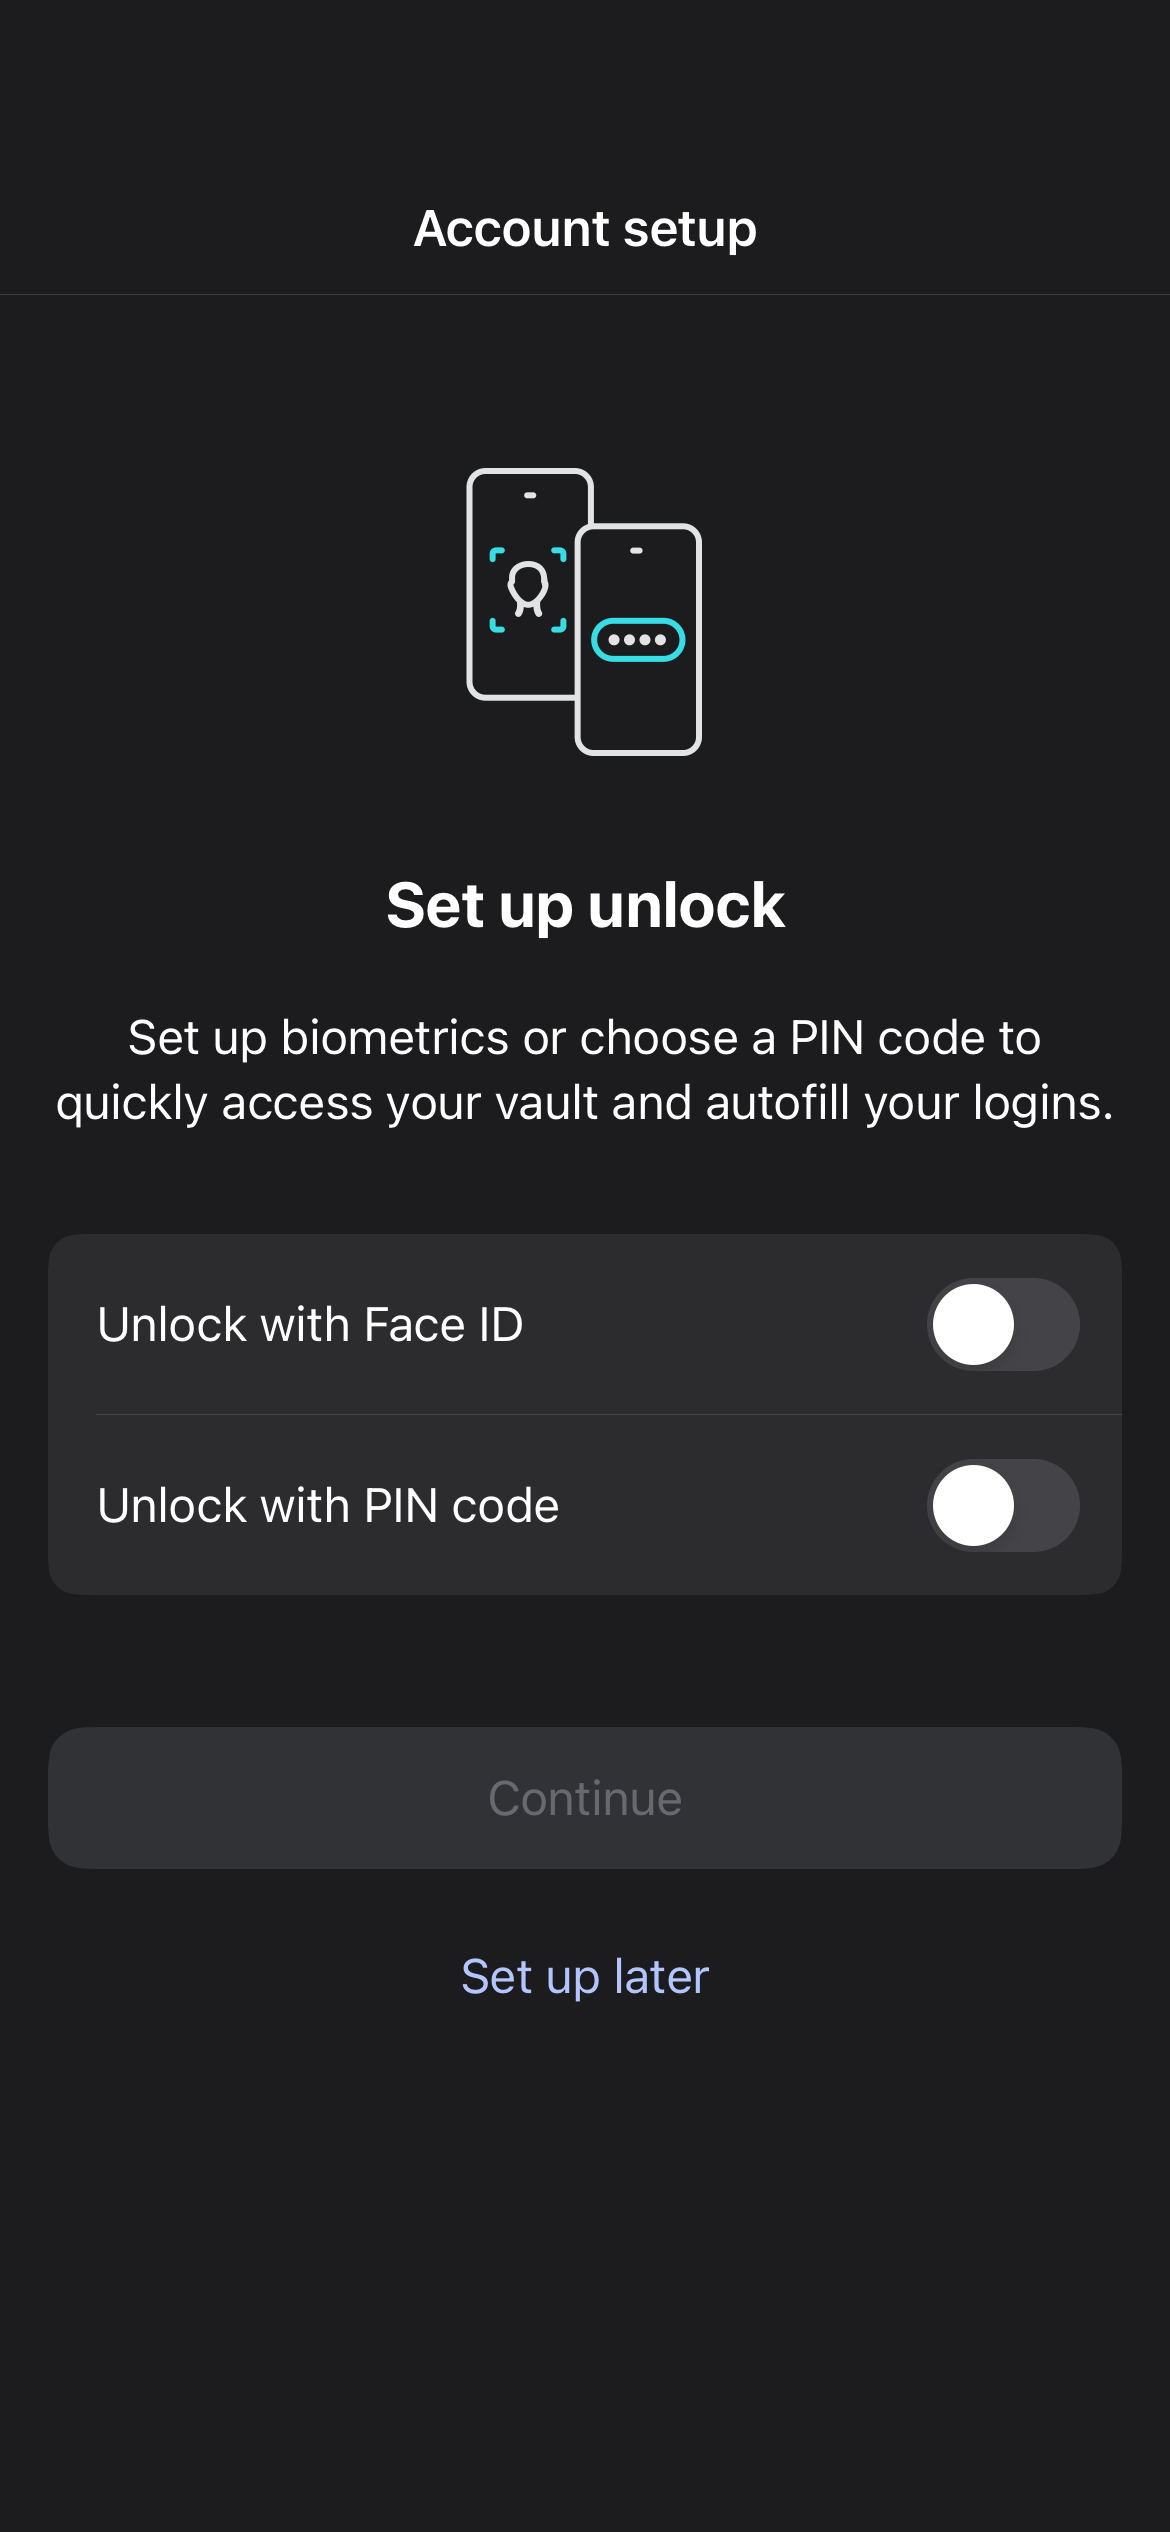 Account setup
Set up unlock
Set up biometrics or choose a PIN code to
quickly access your vault and autofill your logins.
Unlock with Face ID
Unlock with PIN code
Continue
Set up later